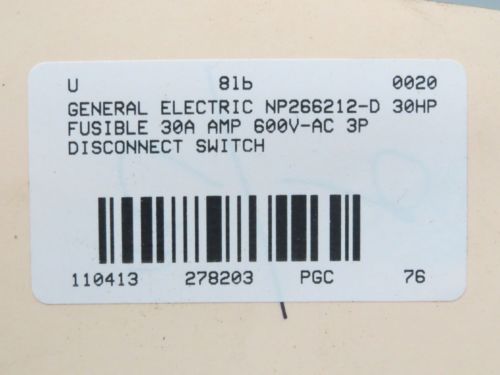 U 8lb 0020
GENERAL ELECTRIC NP266212-D 30HP
FUSIBLE 30A AMP 600V-AC 3P
DISCONNECT SWITCH
110413 278203 PGC 76